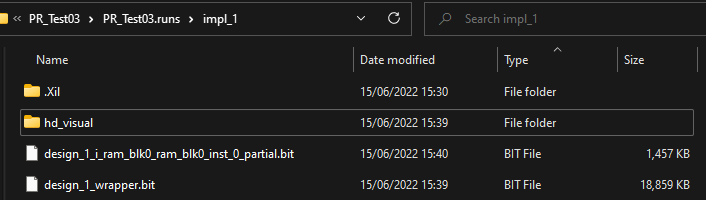 « PR_Test03 > PR_Test03.runs > impl_1 Search impl_1
Name Date modified Type Size
.Xil 15/06/2022 15:30 File folder
hd_visual 15/06/2022 15:39 File folder
design_1_i_ram_blk0_ram_blk0_inst_0_partial.bit 15/06/2022 15:40 BIT File 1,457 KB
design_1_wrapper.bit 15/06/2022 15:39 BIT File 18,859 KB